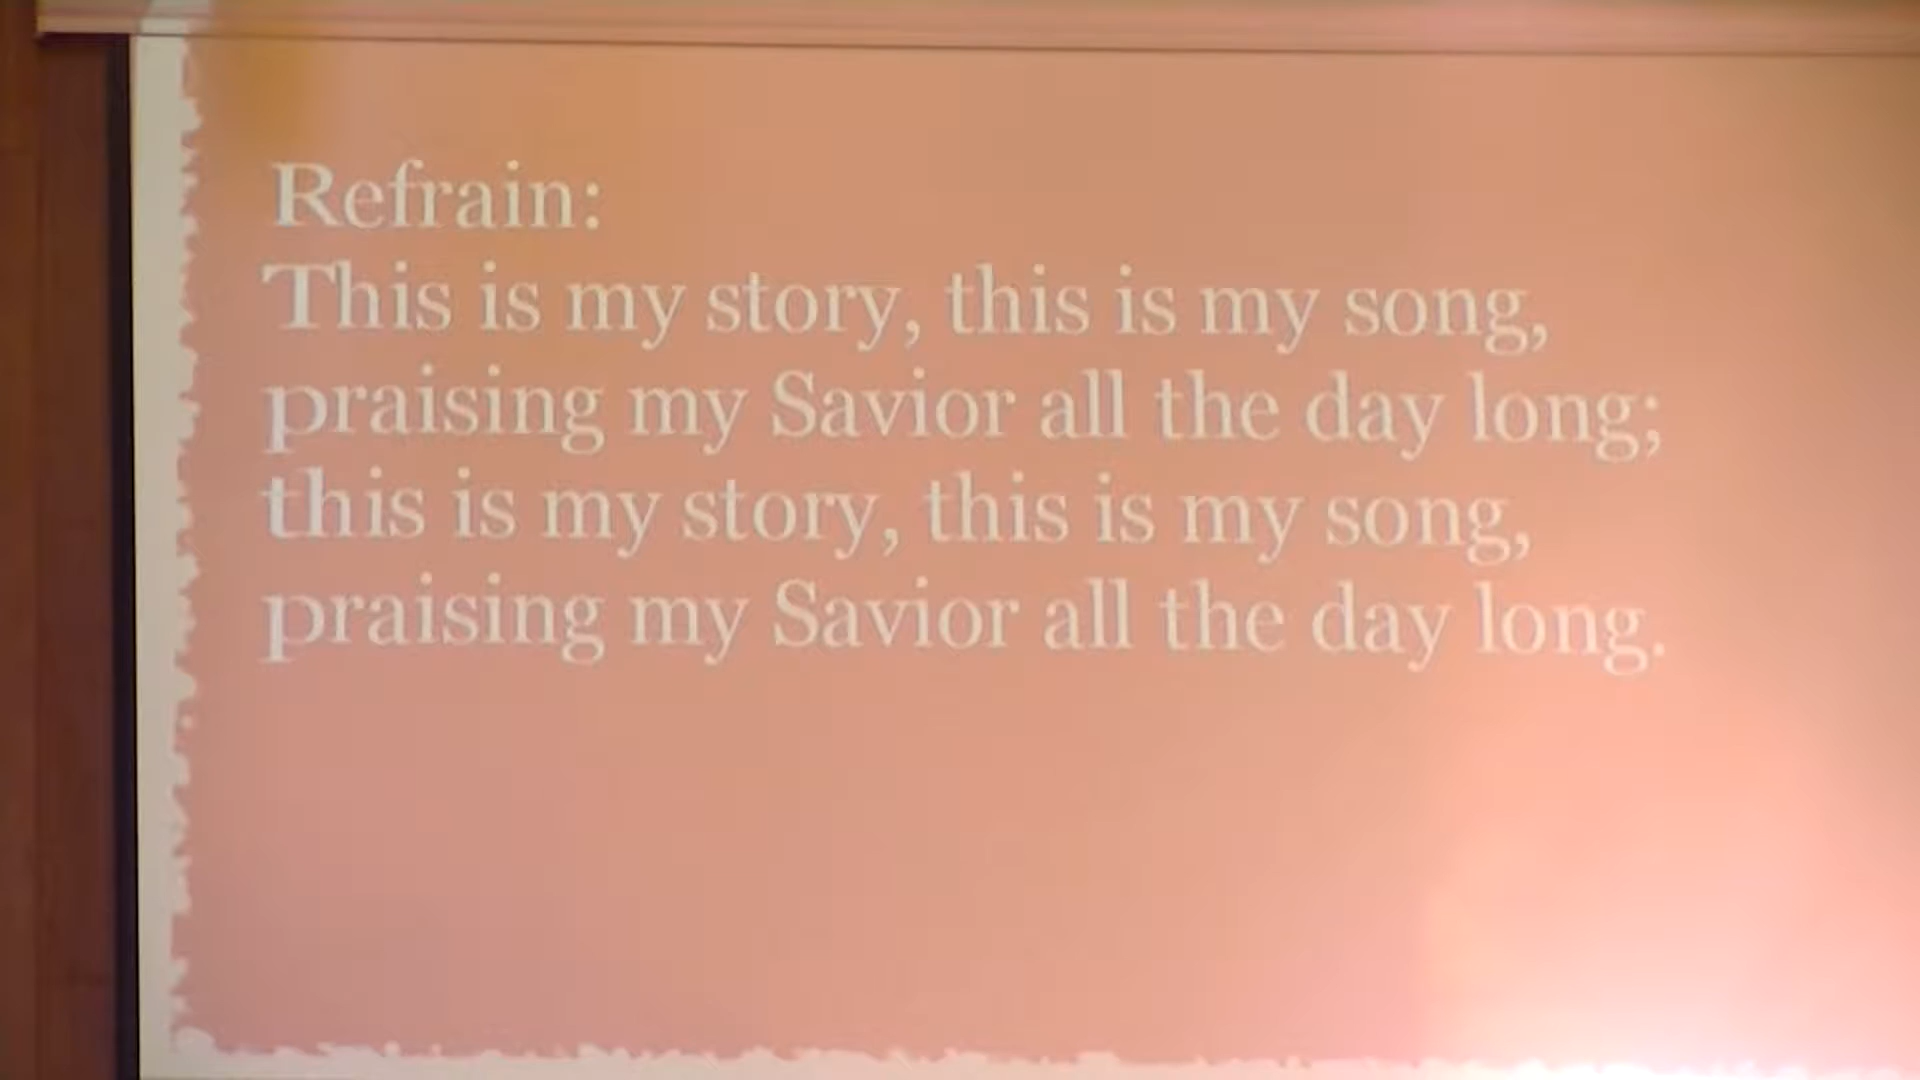 Refrain:
This is my story, this is my song,
praising my Savior all the day long;
this is my story, this is my song,
praising my Savior all the day long.